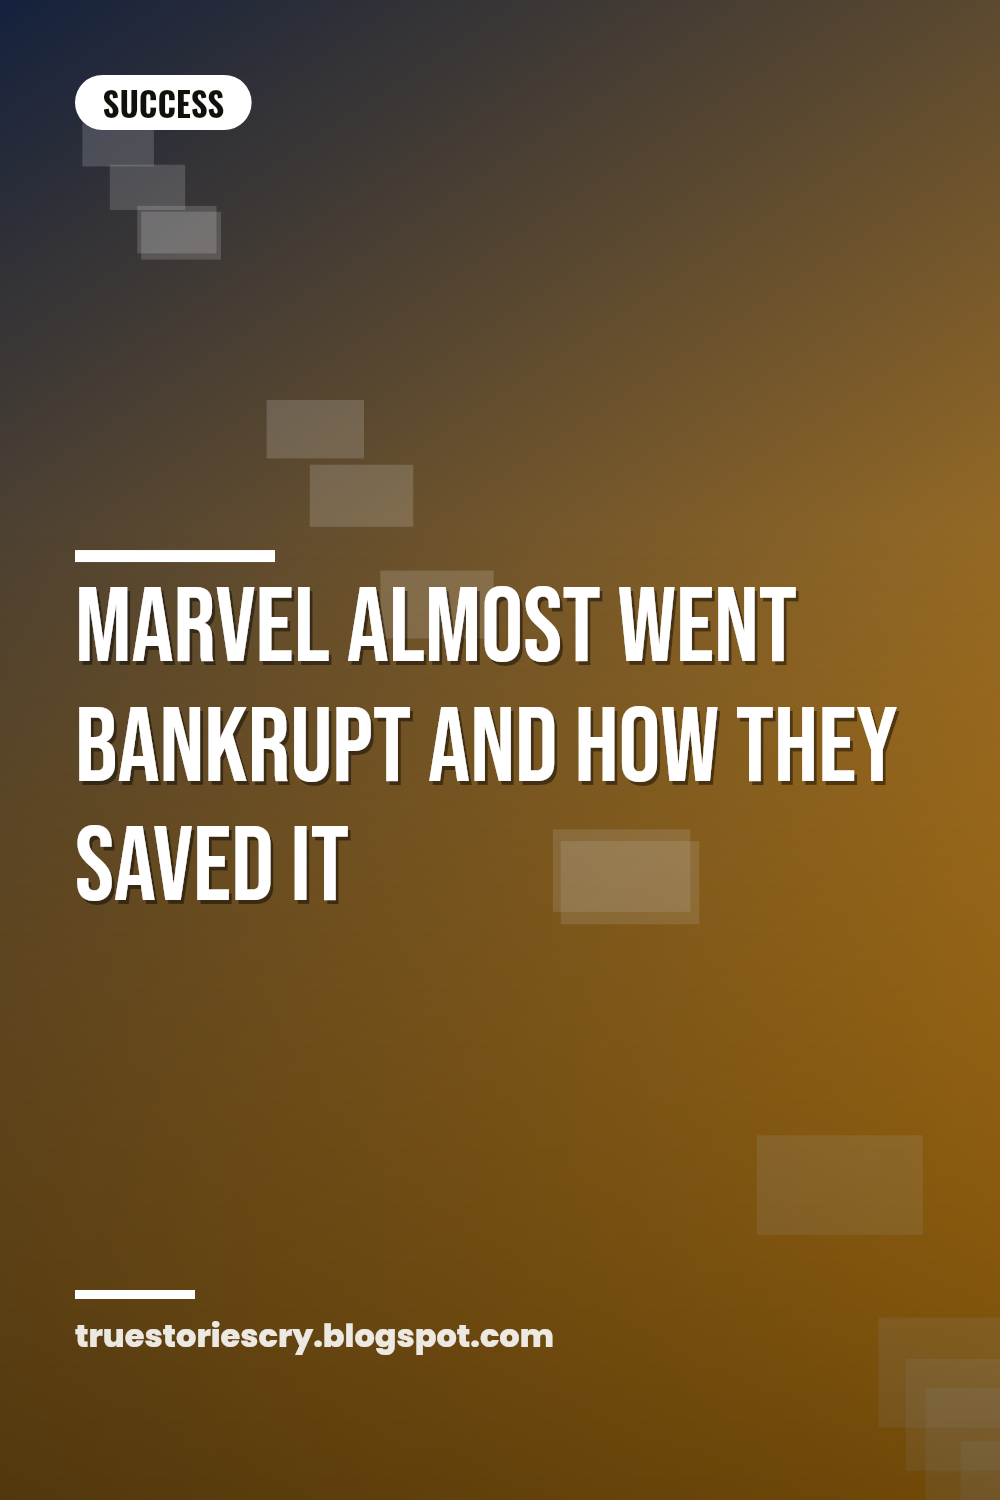 SUCCESS
MARVEL ALMOST WENT
BANKRUPT AND HOW THEY
SAVED IT
truestoriescry.blogspot.com